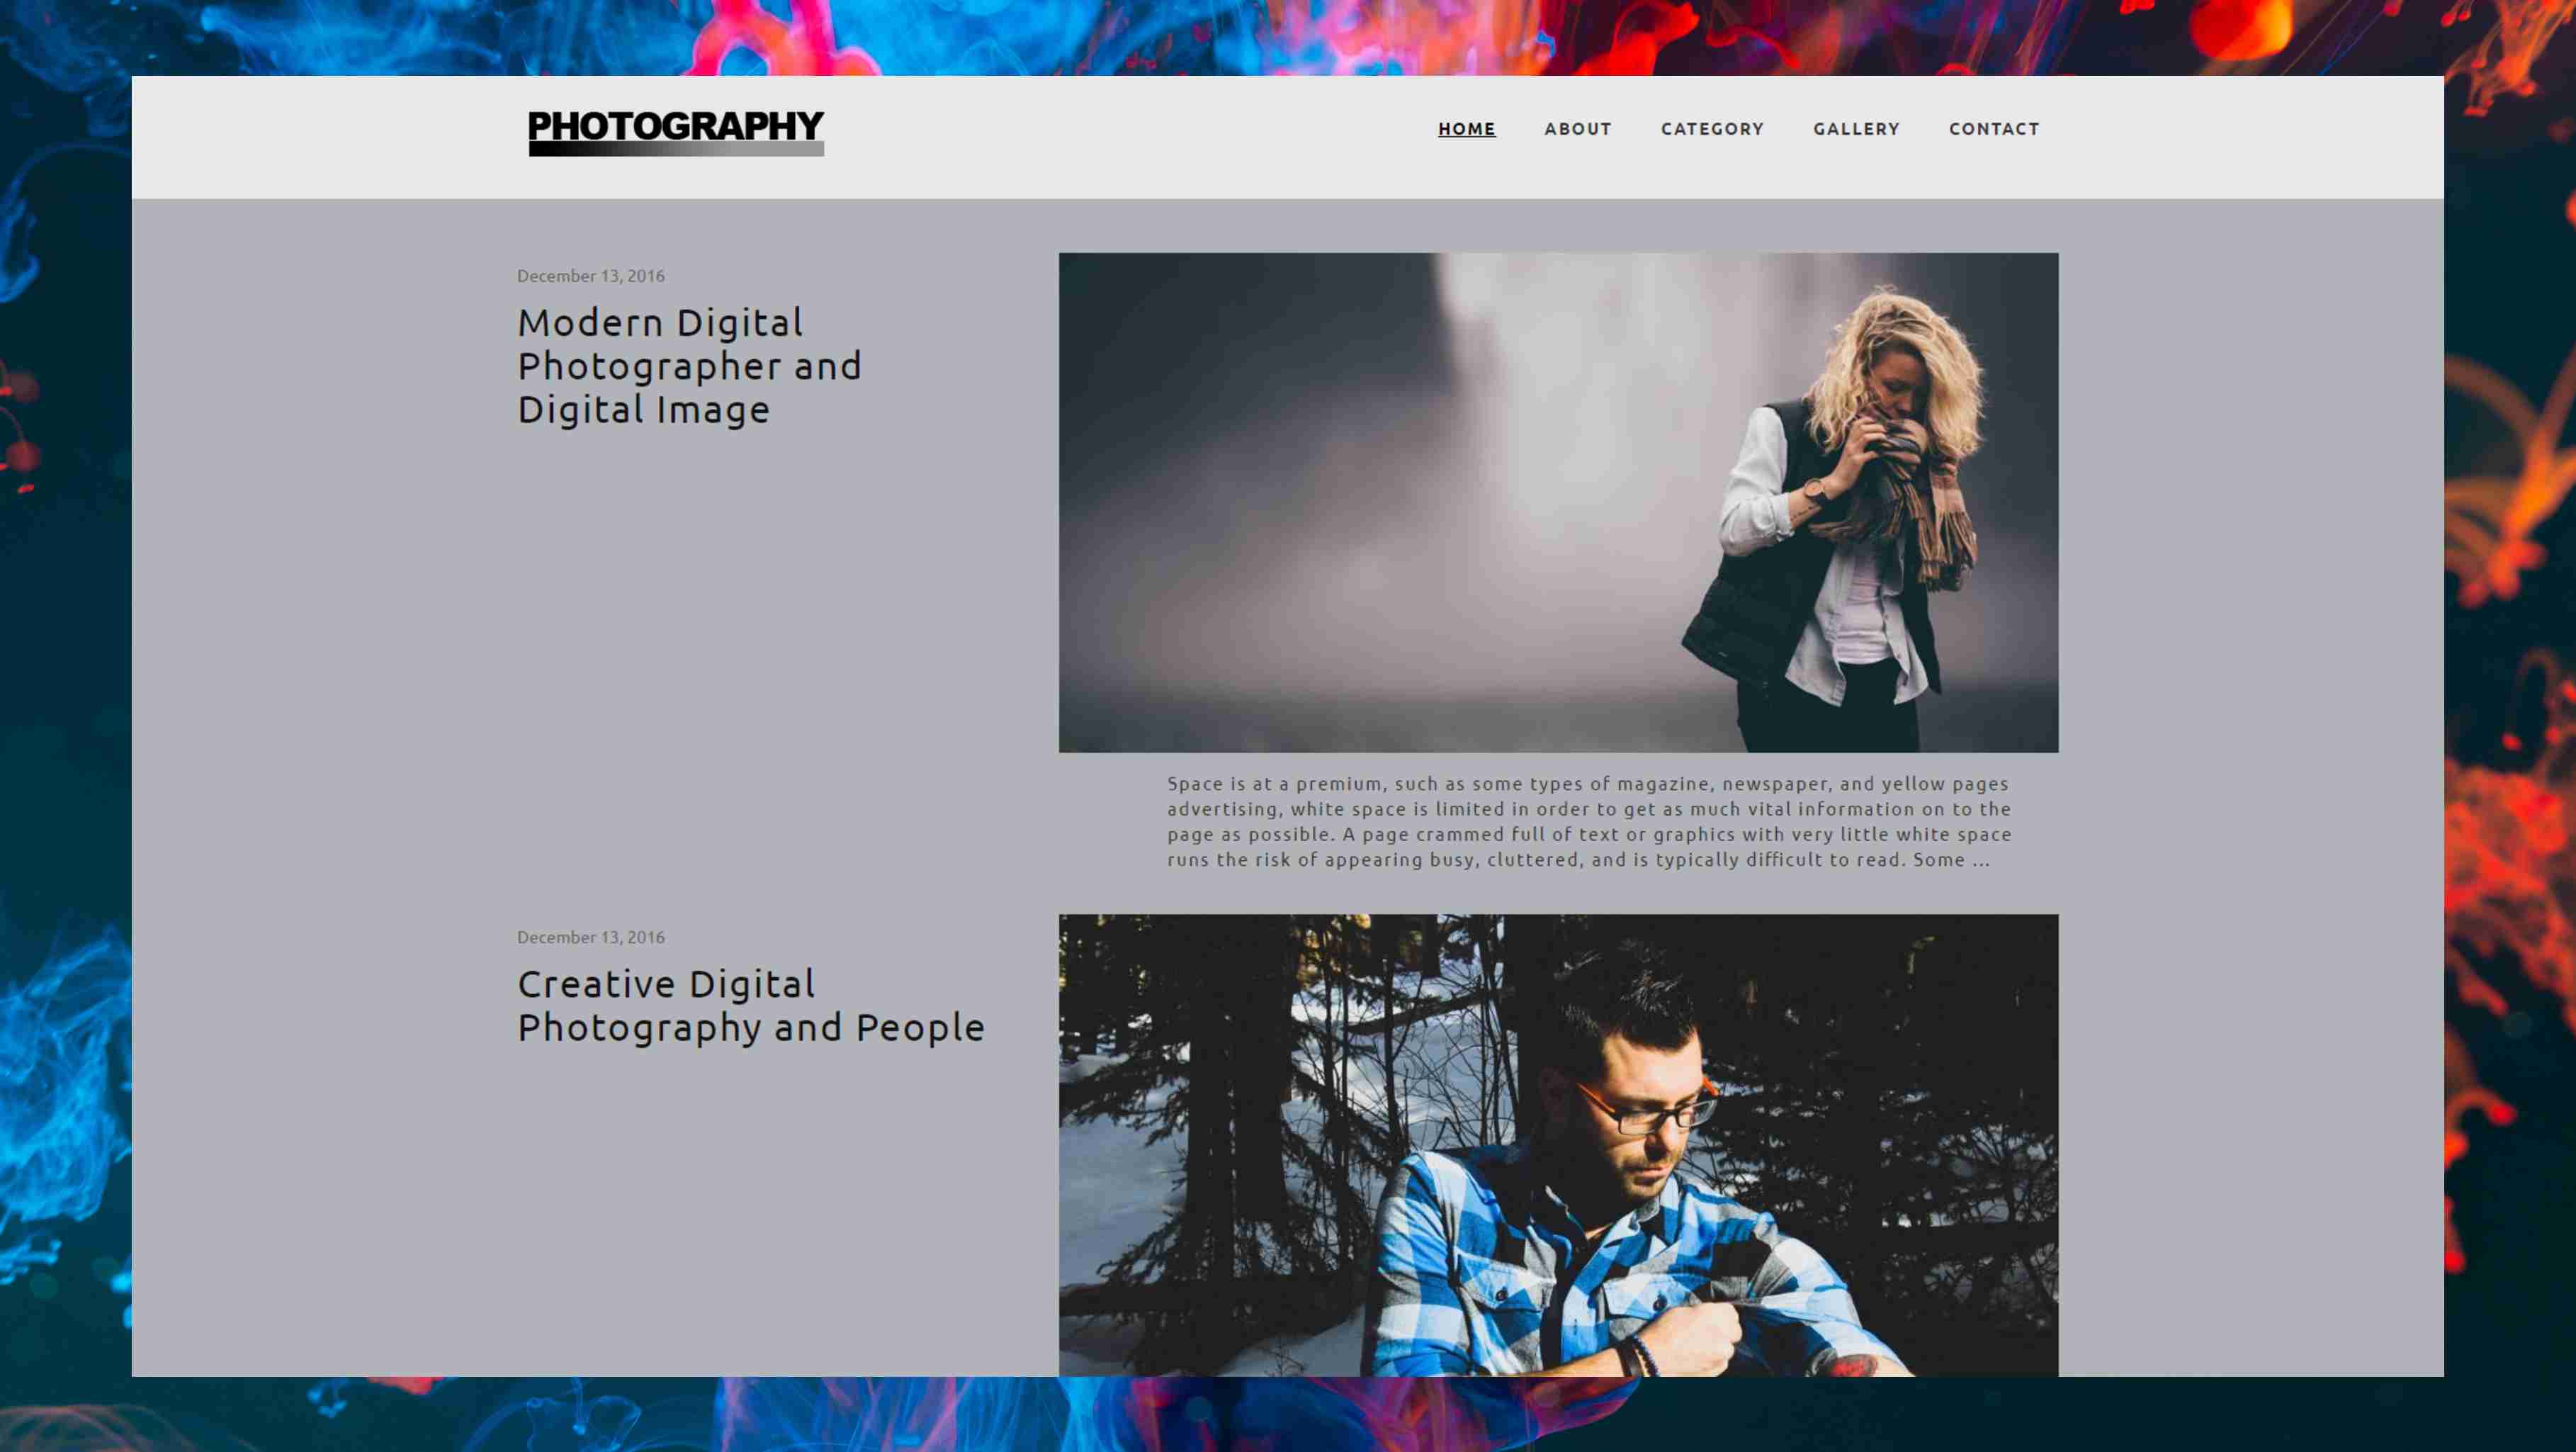 PHOTOGRAPHY
HOME ABOUT CATEGORY GALLERY CONTACT
December 13, 2016
Modern Digital
Photographer and
Digital Image
Space is at a premium, such as some types of magazine, newspaper, and yellow pages
advertising, white space is limited in order to get as much vital information on to the
page as possible. A page crammed full of text or graphics with very little white space
runs the risk of appearing busy, cluttered, and is typically difficult to read. Some ...
December 13, 2016
Creative Digital
Photography and People